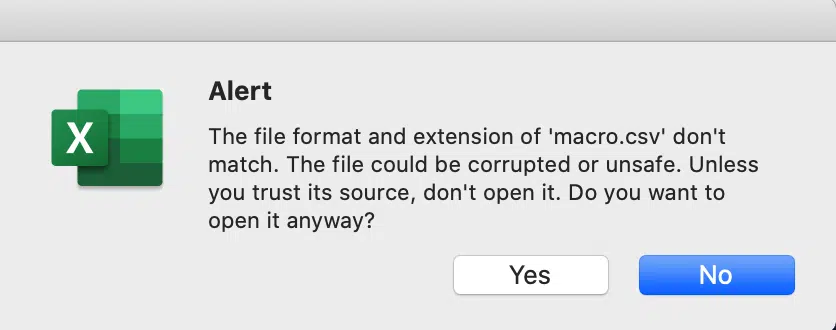 X
Alert
The file format and extension of 'macro.csv' don't
match. The file could be corrupted or unsafe. Unless
you trust its source, don't open it. Do you want to
open it anyway?
Yes
No